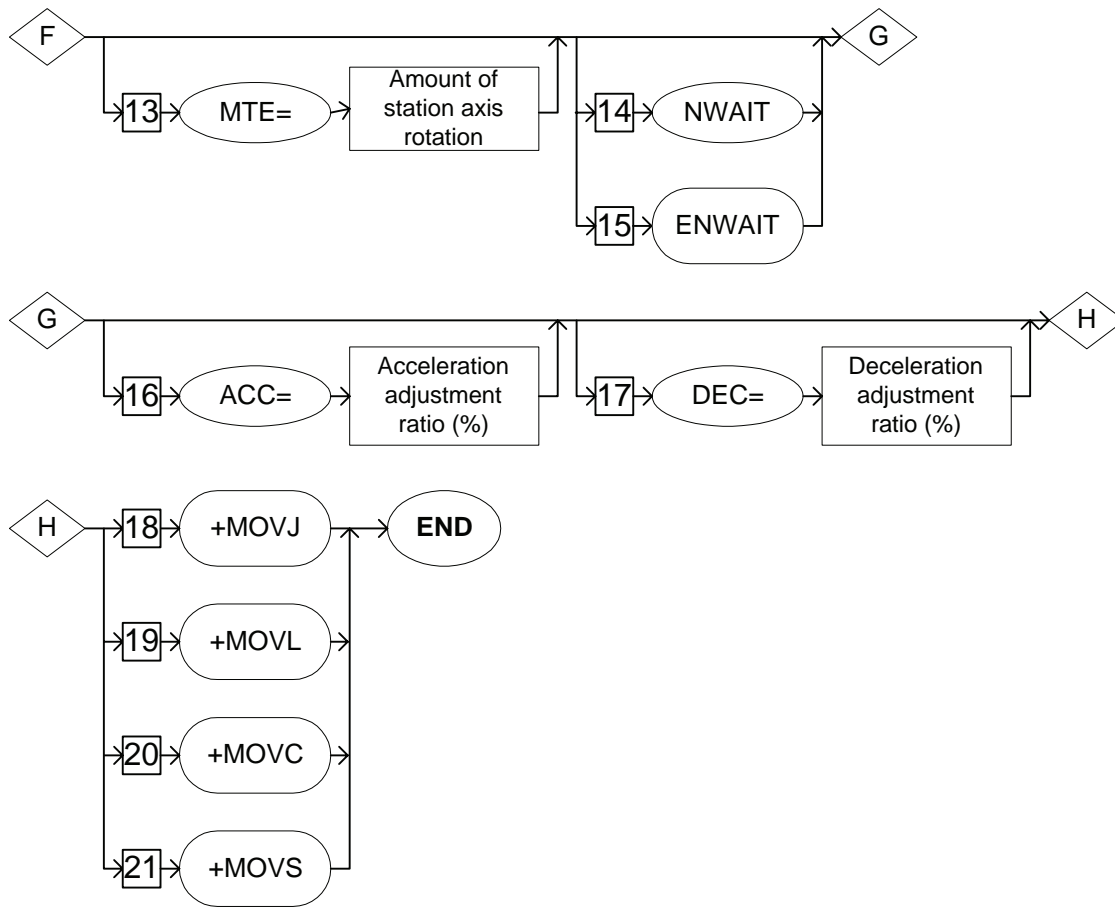 F
G
13
MTE=
Amount of
station axis
rotation
14
NWAIT
15
ENWAIT
G
H
16
ACC=
Acceleration
adjustment
ratio (%)
17
DEC=
Deceleration
adjustment
ratio (%)
H
18
+MOVJ
END
19
+MOVL
20
+MOVC
21
+MOVS